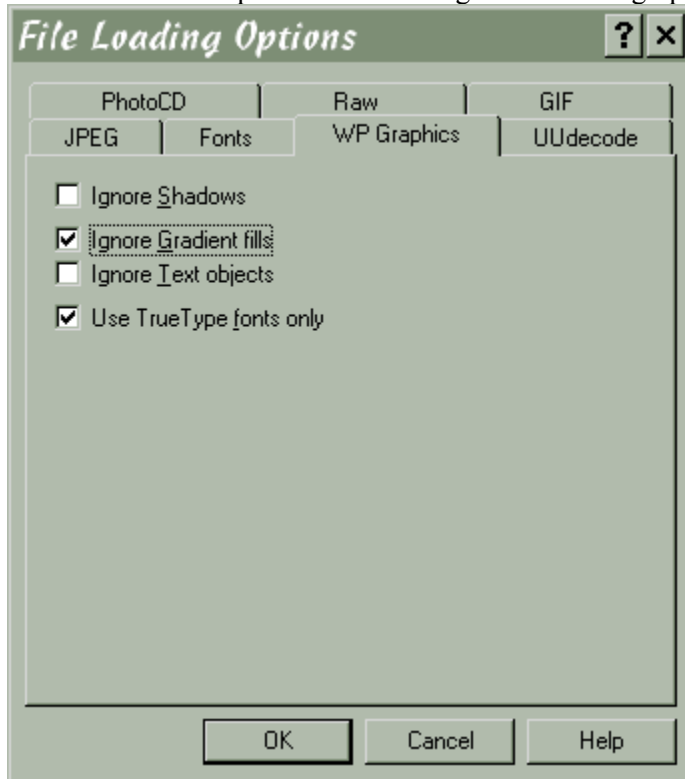 File Loading Options
PhotoCD Raw GIF
JPEG Fonts WP Graphics UUdecode
Ignore Shadows
Ignore Gradient fills
Ignore Text objects
Use TrueType fonts only
OK Cancel Help